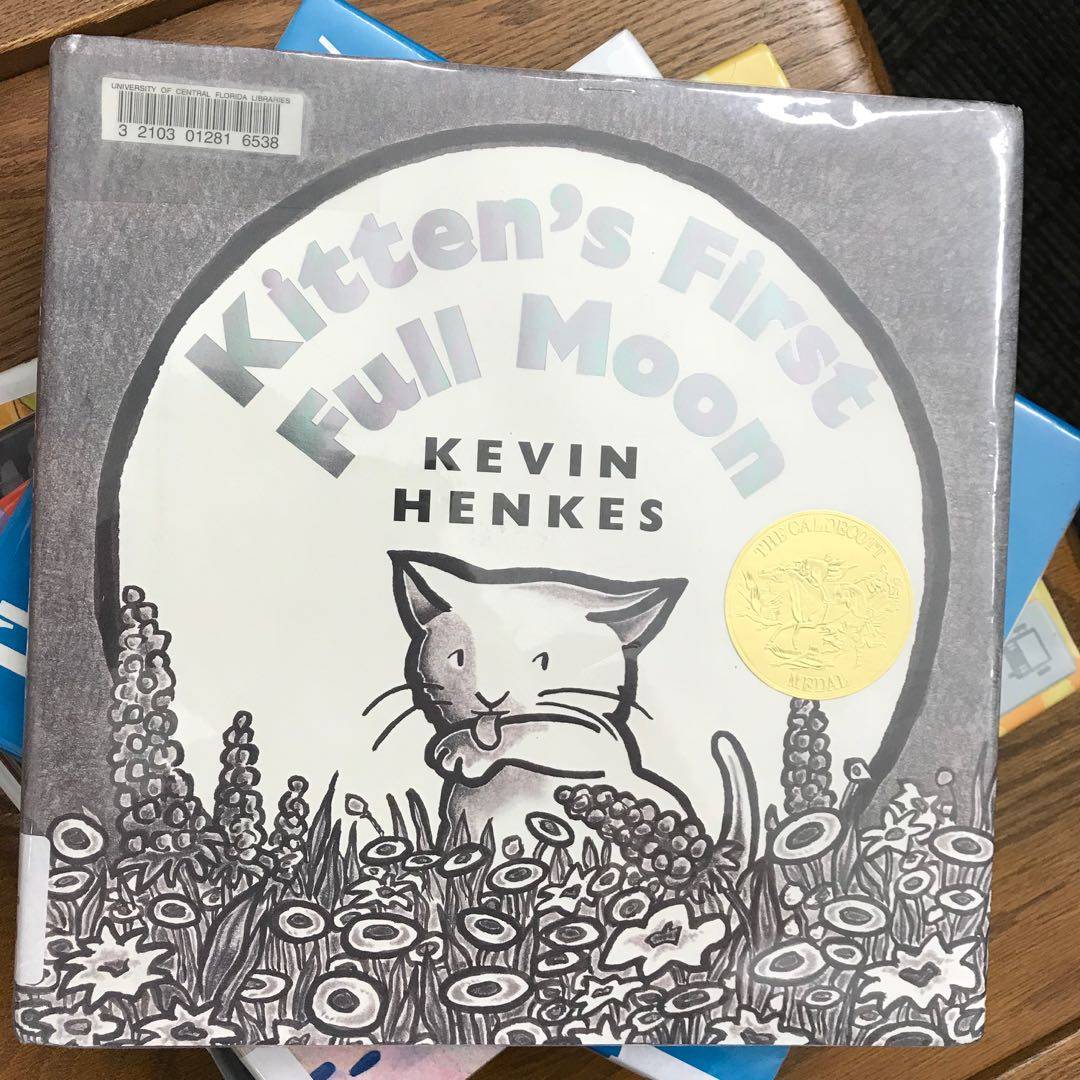 UNIVERSITY OF CENTRAL FLORIDA LIBRARIES
3 2103 01281 6538
Kitten's First
Full Moon
KEVIN
HENKES
THE CALDECOTT
MEDAL